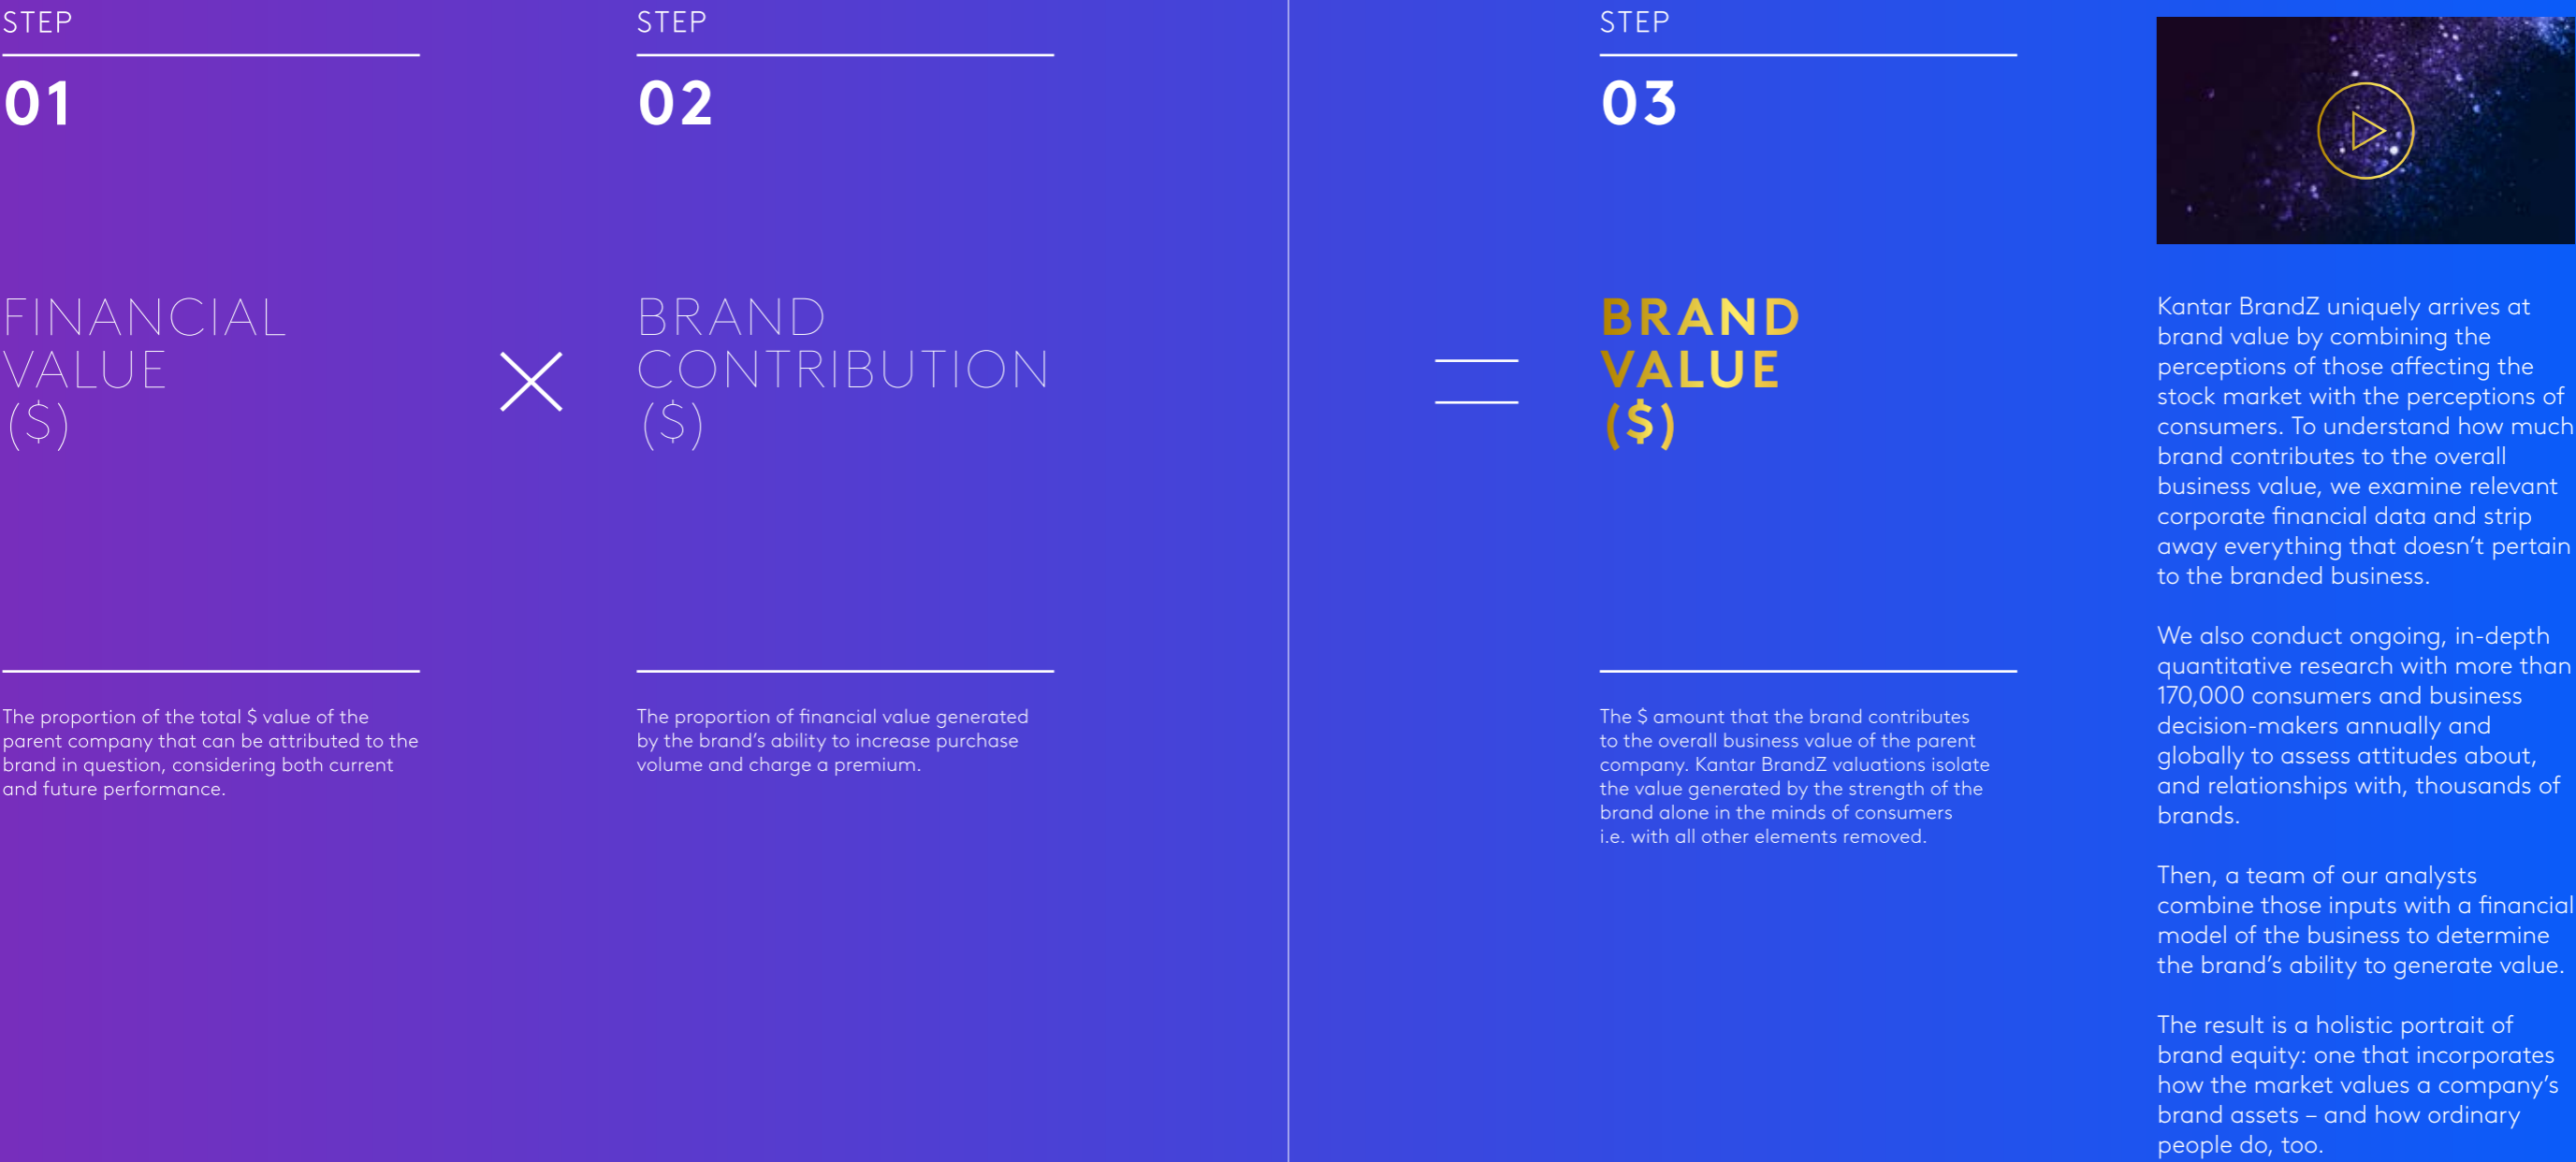 STEP
01
FINANCIAL
VALUE
($)
The proportion of the total $ value of the
parent company that can be attributed to the
brand in question, considering both current
and future performance.
STEP
02
BRAND
CONTRIBUTION
($)
The proportion of financial value generated
by the brand’s ability to increase purchase
volume and charge a premium.
STEP
03
BRAND
VALUE
($)
The $ amount that the brand contributes
to the overall business value of the parent
company. Kantar BrandZ valuations isolate
the value generated by the strength of the
brand alone in the minds of consumers
i.e. with all other elements removed.
Kantar BrandZ uniquely arrives at
brand value by combining the
perceptions of those affecting the
stock market with the perceptions of
consumers. To understand how much
brand contributes to the overall
business value, we examine relevant
corporate financial data and strip
away everything that doesn’t pertain
to the branded business.
We also conduct ongoing, in-depth
quantitative research with more than
170,000 consumers and business
decision-makers annually and
globally to assess attitudes about,
and relationships with, thousands of
brands.
Then, a team of our analysts
combine those inputs with a financial
model of the business to determine
the brand’s ability to generate value.
The result is a holistic portrait of
brand equity: one that incorporates
how the market values a company’s
brand assets – and how ordinary
people do, too.